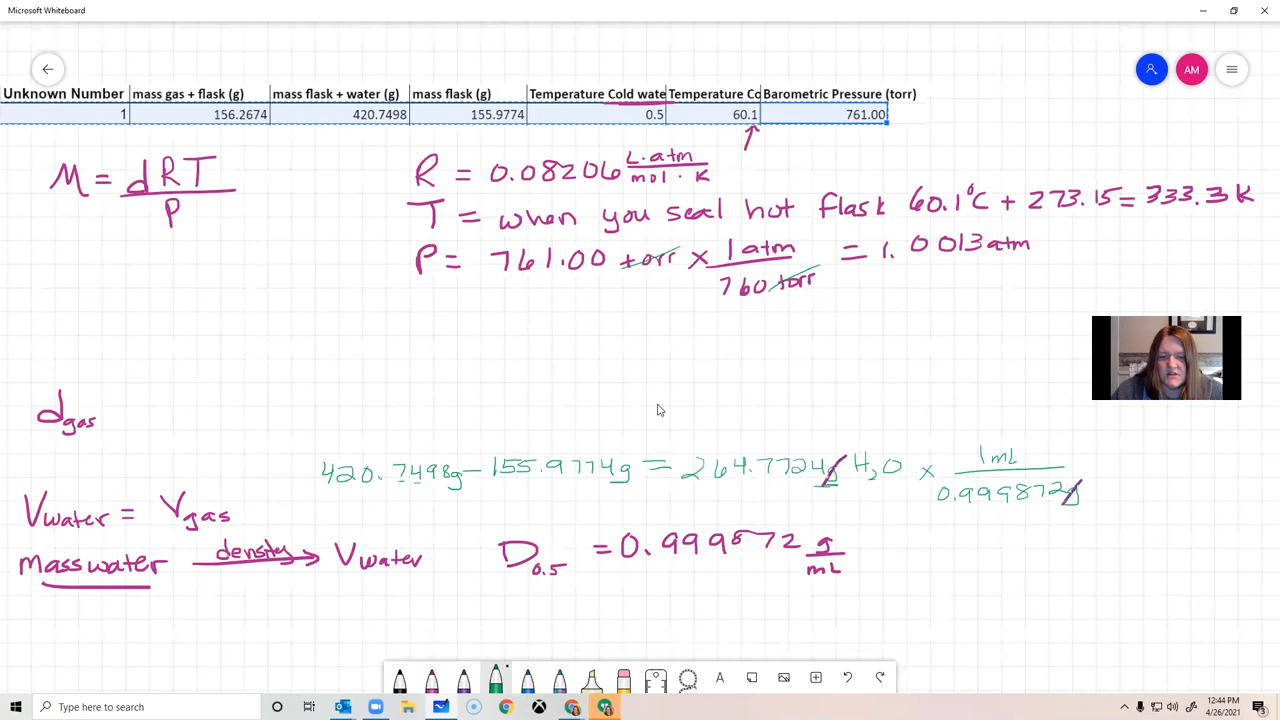 Microsoft Whiteboard
AM
Unknown Number mass gas + flask (g) mass flask + water (g) mass flask (g) Temperature Cold wate Temperature Co Barometric Pressure (torr)
1 156.2674 420.7498 155.9774 0.5 60.1 761.00
M = dRT / P
R = 0.08206 L·atm / mol·K
T = when you seal hot flask 60.1°C + 273.15 = 333.3 K
P = 761.00 torr × 1 atm / 760 torr = 1.0013 atm
dgas
420.7498g - 155.9774g = 264.7724g H2O × 1mL / 0.999872g
Vwater = Vgas
mass water density → Vwater
D0.5 = 0.999872 g/mL
A
Type here to search
12:44 PM
4/26/2021
3